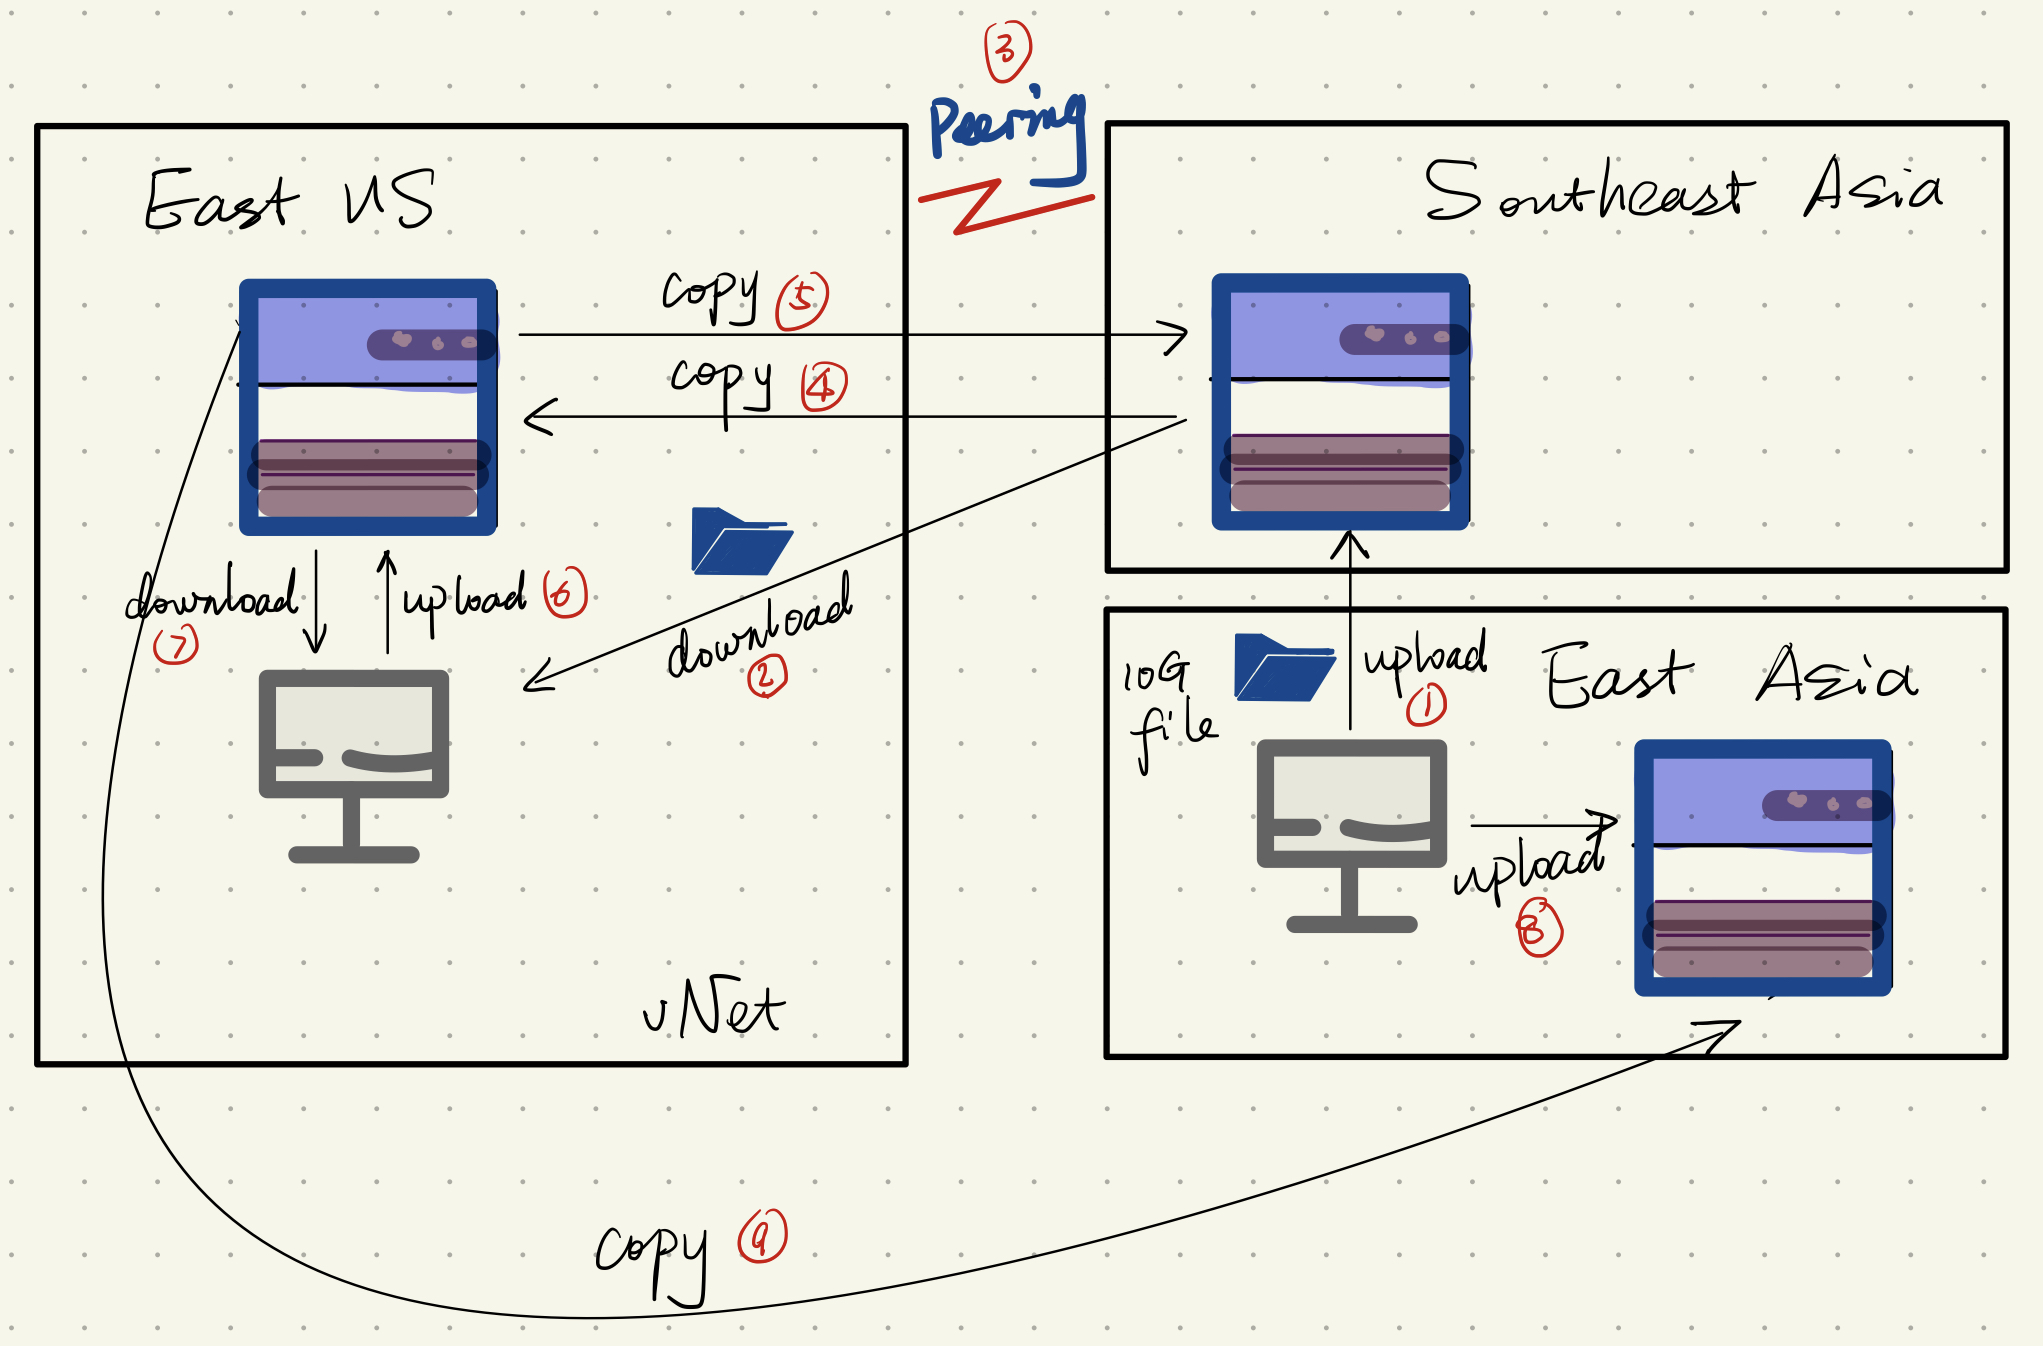 3
Peering
East US
Southeast Asia
copy 5
copy 4
download
7
upload 6
download
2
10G
file
upload
1
East Asia
upload
8
vNet
copy 9